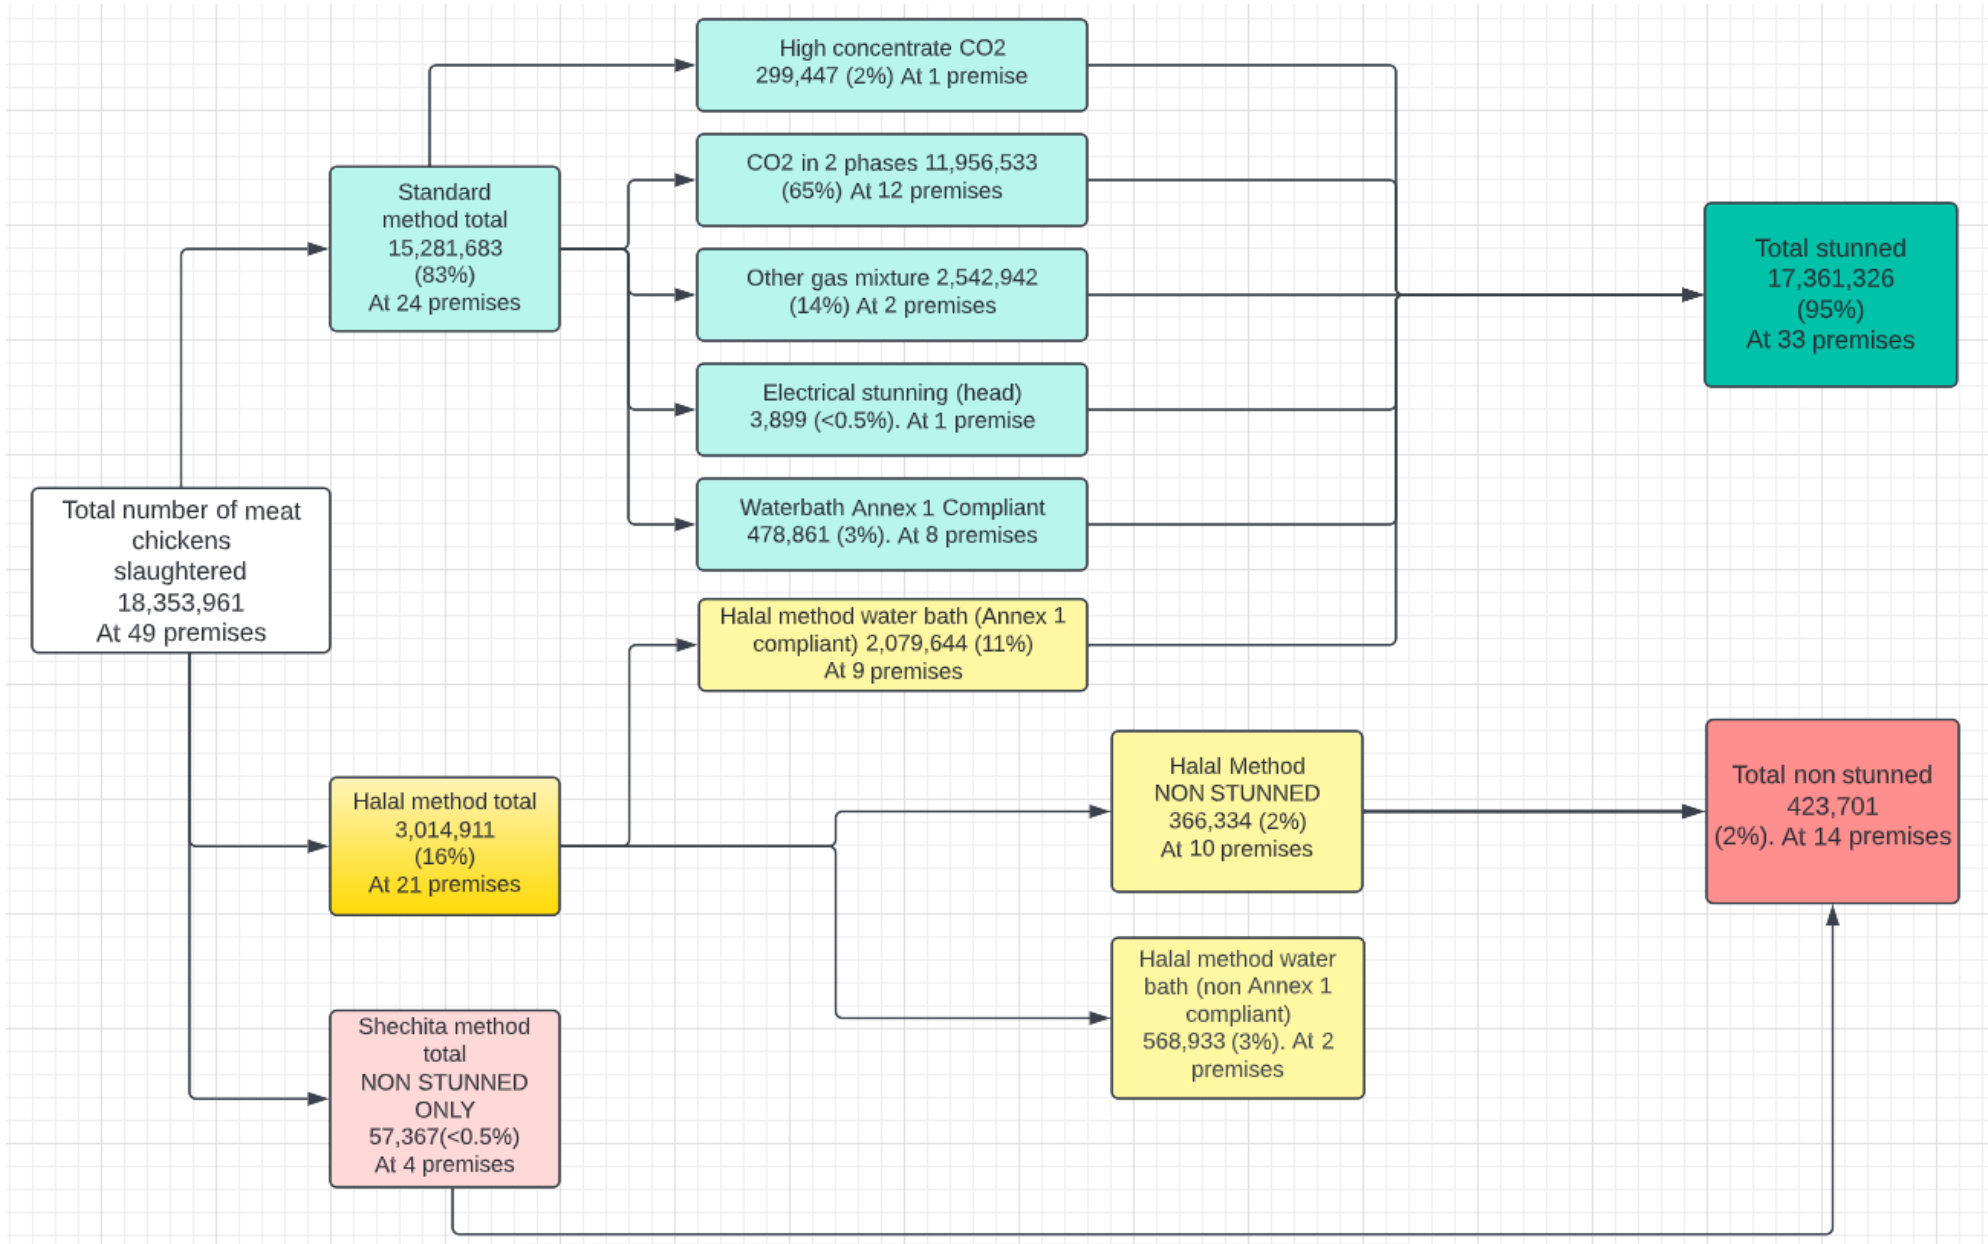 High concentrate CO2
299,447 (2%) At 1 premise
CO2 in 2 phases 11,956,533
(65%) At 12 premises
Standard
method total
15,281,683
(83%)
At 24 premises
Other gas mixture 2,542,942
(14%) At 2 premises
Total stunned
17,361,326
(95%)
At 33 premises
Electrical stunning (head)
3,899 (<0.5%). At 1 premise
Waterbath Annex 1 Compliant
478,861 (3%). At 8 premises
Total number of meat
chickens
slaughtered
18,353,961
At 49 premises
Halal method water bath (Annex 1
compliant) 2,079,644 (11%)
At 9 premises
Halal method total
3,014,911
(16%)
At 21 premises
Halal Method
NON STUNNED
366,334 (2%)
At 10 premises
Total non stunned
423,701
(2%). At 14 premises
Halal method water
bath (non Annex 1
compliant)
568,933 (3%). At 2
premises
Shechita method
total
NON STUNNED
ONLY
57,367(<0.5%)
At 4 premises